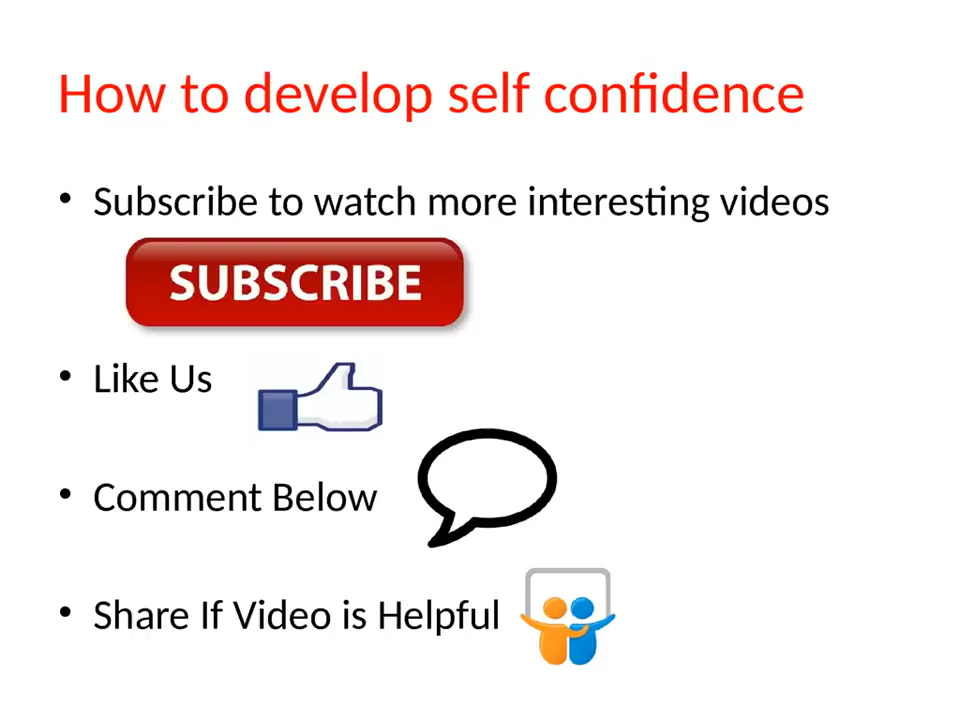 How to develop self confidence
• Subscribe to watch more interesting videos
SUBSCRIBE
• Like Us
• Comment Below
• Share If Video is Helpful